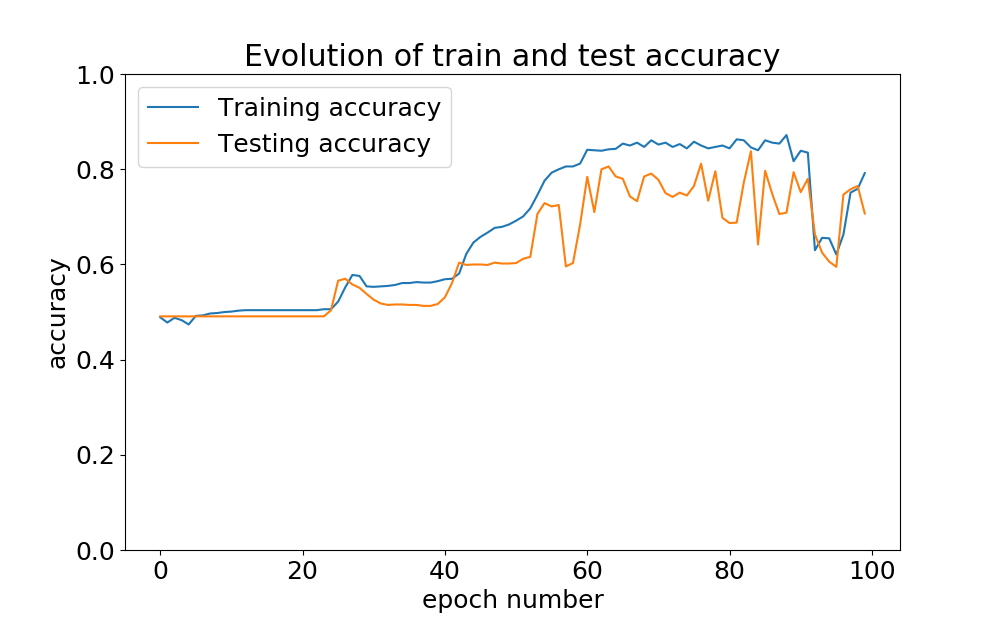 Evolution of train and test accuracy
1.0
Training accuracy
Testing accuracy
0.8
0.6
accuracy
0.4
0.2
0.0
0 20 40 60 80 100
epoch number